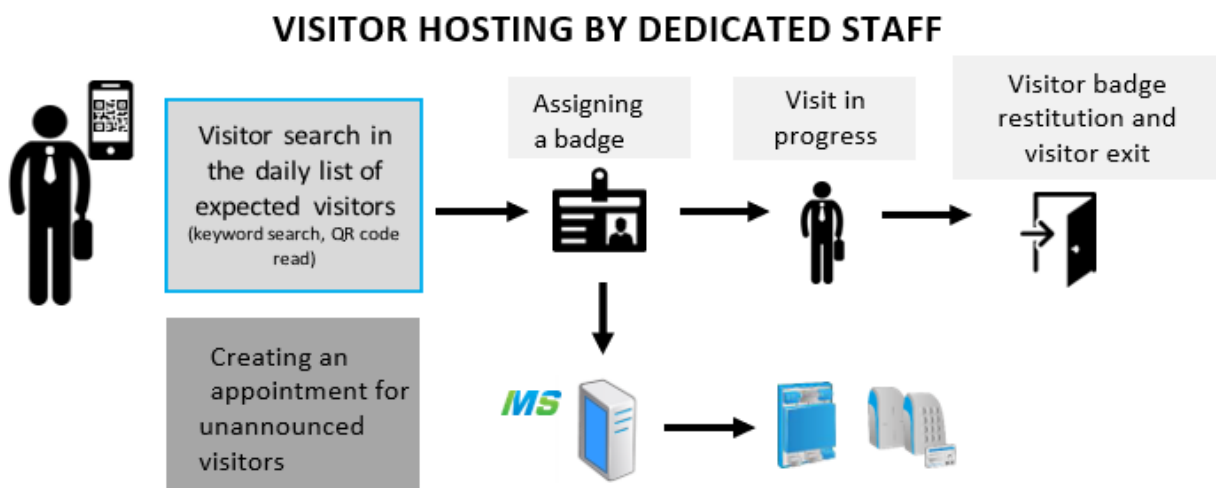 VISITOR HOSTING BY DEDICATED STAFF
Visitor search in
the daily list of
expected visitors
(keyword search, QR code
read)
Assigning
a badge
Visit in
progress
Visitor badge
restitution and
visitor exit
Creating an
appointment for
unannounced
visitors
IMS